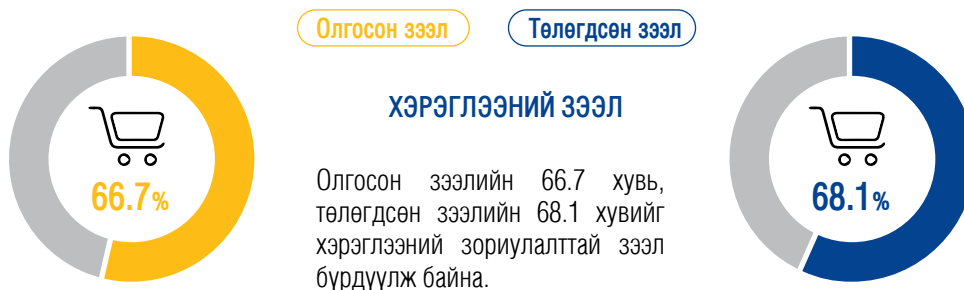 Олгосон зээл
Төлөгдсөн зээл
ХЭРЭГЛЭЭНИЙ ЗЭЭЛ
66.7%
Олгосон зээлийн 66.7 хувь,
төлөгдсөн зээлийн 68.1 хувийг
хэрэглээний зориулалттай зээл
бүрдүүлж байна.
68.1%